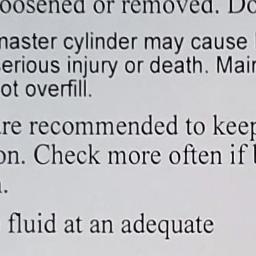 loosened or removed. Do
master cylinder may cause
serious injury or death. Main
ot overfill.
are recommended to keep
on. Check more often if
fluid at an adequate